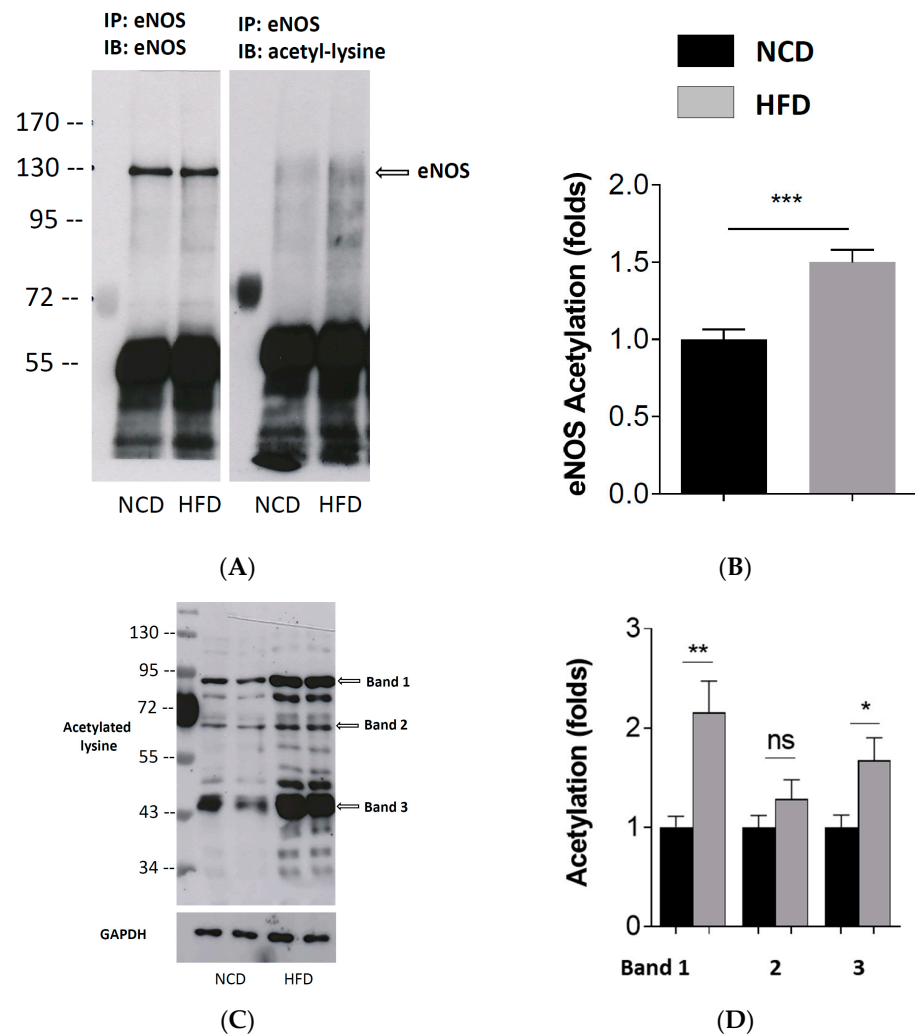 IP: eNOS
IB: eNOS
IP: eNOS
IB: acetyl-lysine
170 --
130 --
95 --
72 --
55 --
eNOS
NCD HFD NCD HFD
(A)
NCD
HFD
eNOS Acetylation (folds)
2.0
1.5
1.0
0.5
0.0
***
(B)
130 --
95 --
72 --
55 --
43 --
34 --
Acetylated
lysine
Band 1
Band 2
Band 3
GAPDH
NCD HFD
(C)
Acetylation (folds)
3
2
1
0
**
ns
*
Band 1 2 3
(D)